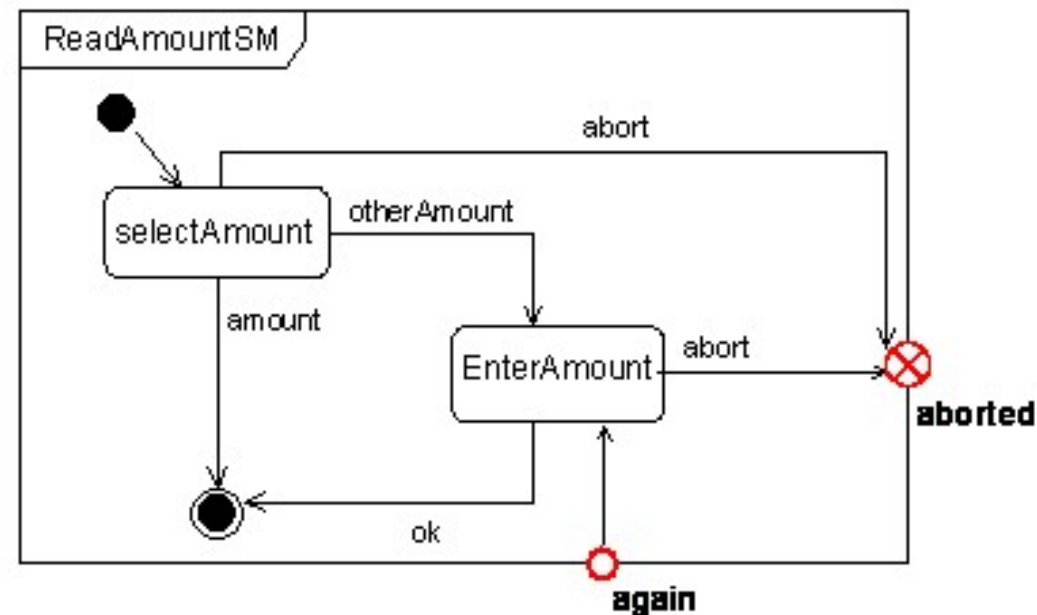 ReadAmountSM
abort
otherAmount
selectAmount
amount
abort
EnterAmount
aborted
ok
again